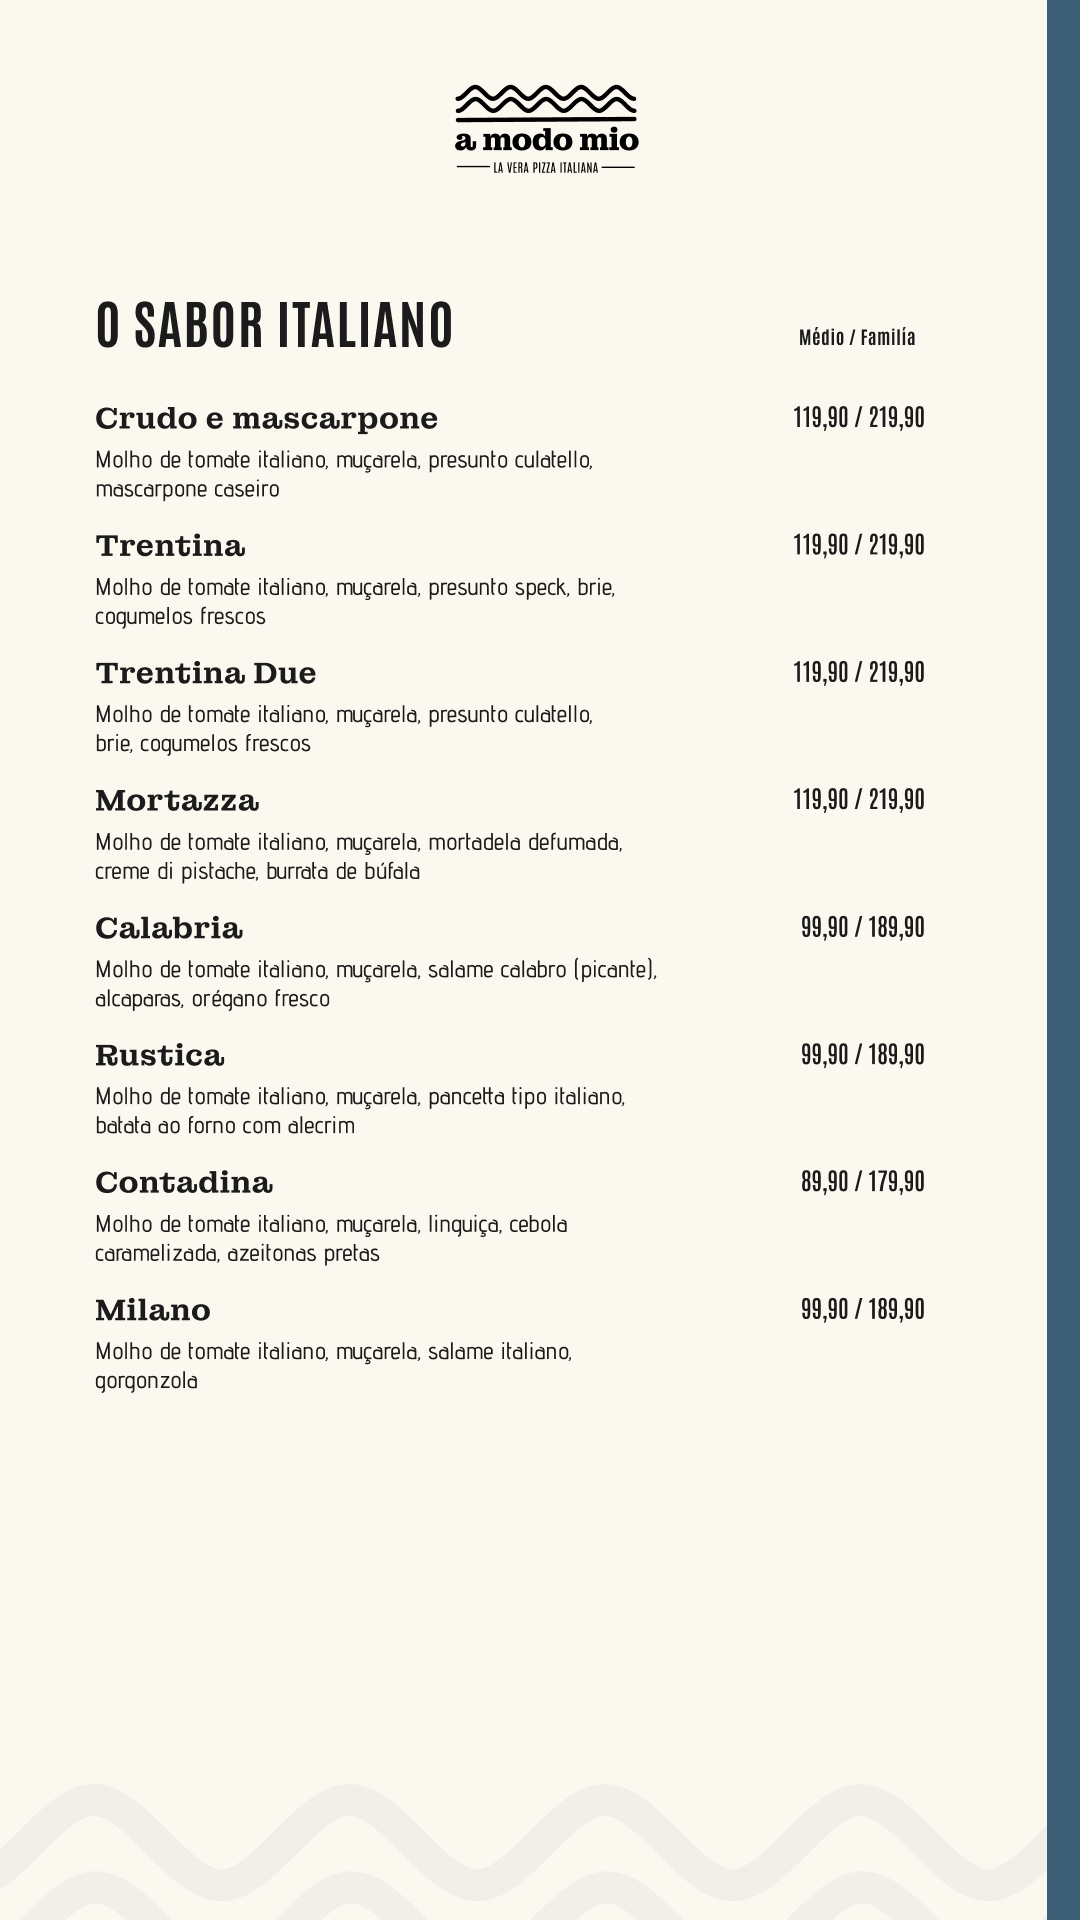 a modo mio
LA VERA PIZZA ITALIANA
O SABOR ITALIANO
Médio / Familía
Crudo e mascarpone 119,90 / 219,90
Molho de tomate italiano, muçarela, presunto culatello,
mascarpone caseiro
Trentina 119,90 / 219,90
Molho de tomate italiano, muçarela, presunto speck, brie,
cogumelos frescos
Trentina Due 119,90 / 219,90
Molho de tomate italiano, muçarela, presunto culatello,
brie, cogumelos frescos
Mortazza 119,90 / 219,90
Molho de tomate italiano, muçarela, mortadela defumada,
creme di pistache, burrata de búfala
Calabria 99,90 / 189,90
Molho de tomate italiano, muçarela, salame calabro (picante),
alcaparas, orégano fresco
Rustica 99,90 / 189,90
Molho de tomate italiano, muçarela, pancetta tipo italiano,
batata ao forno com alecrim
Contadina 89,90 / 179,90
Molho de tomate italiano, muçarela, linguiça, cebola
caramelizada, azeitonas pretas
Milano 99,90 / 189,90
Molho de tomate italiano, muçarela, salame italiano,
gorgonzola